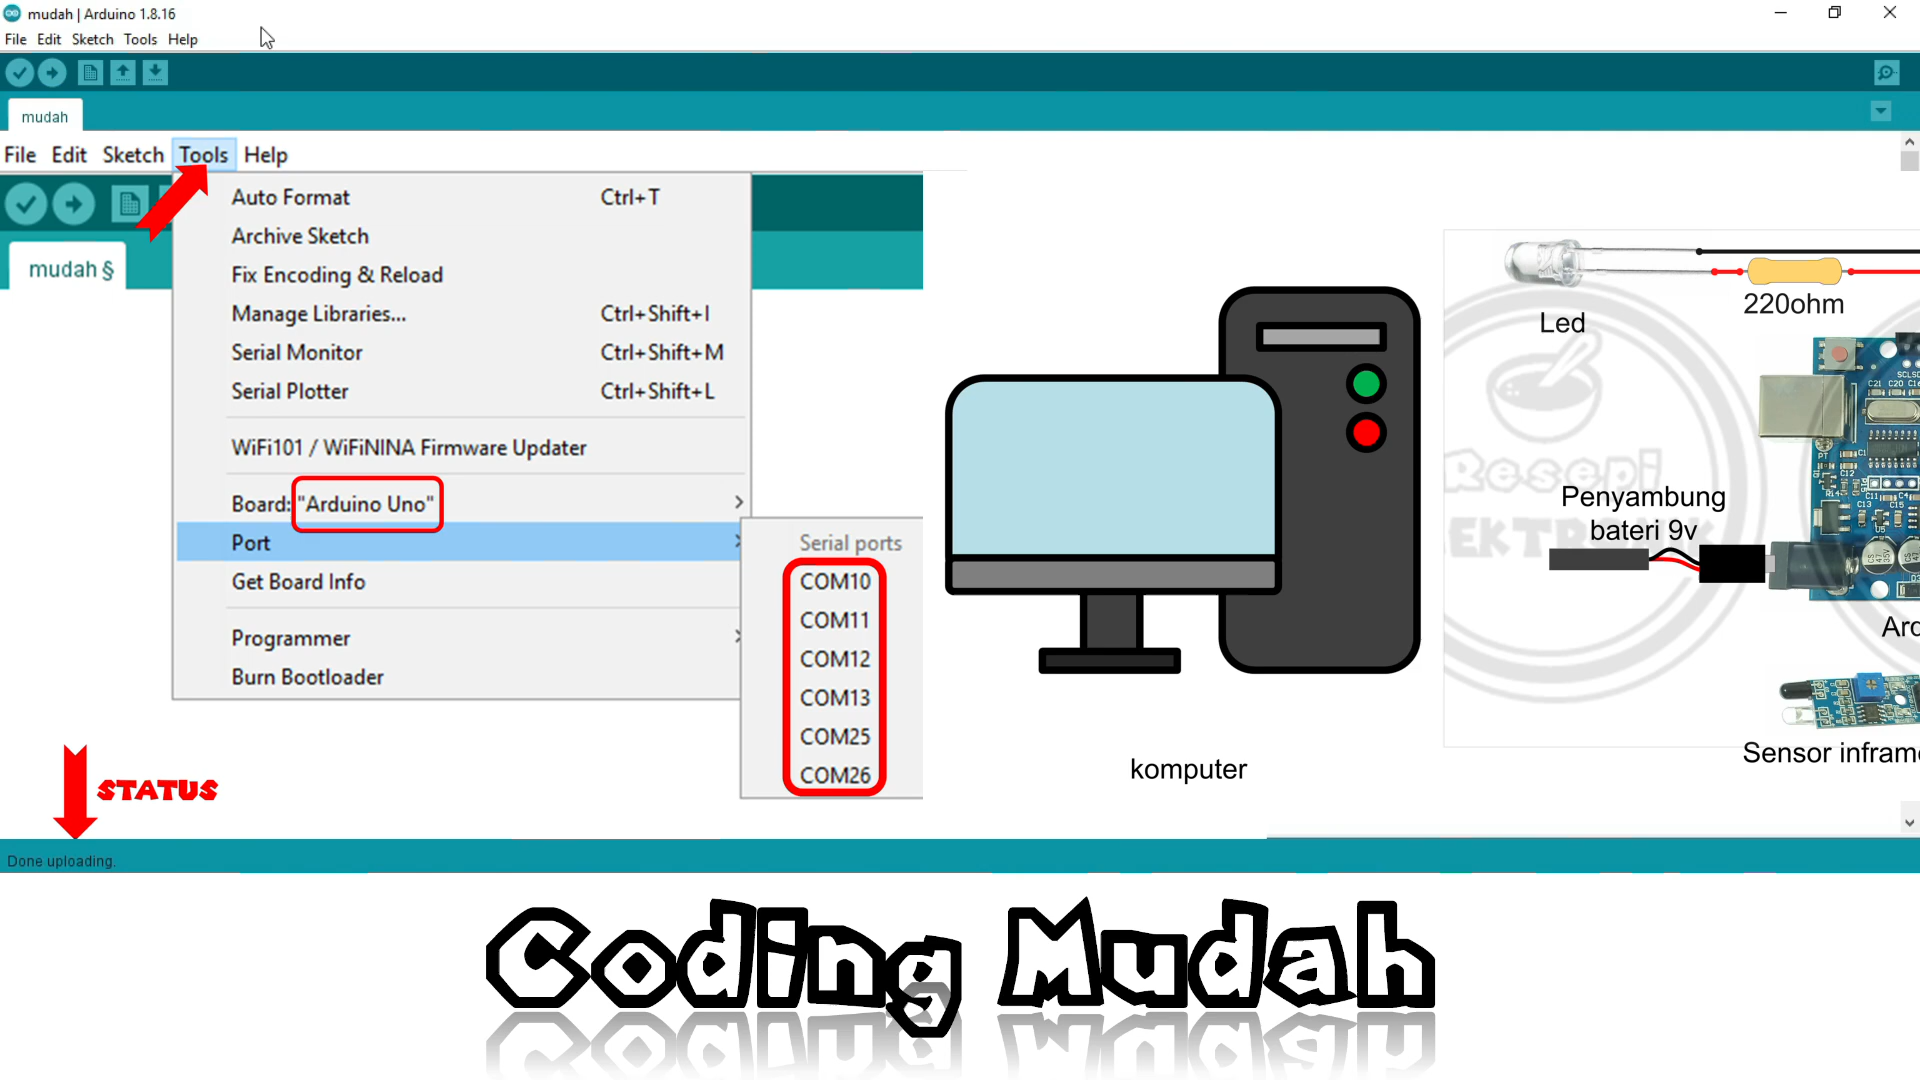 mudah | Arduino 1.8.16
File Edit Sketch Tools Help
mudah
File Edit Sketch Tools Help
mudah §
Auto Format Ctrl+T
Archive Sketch
Fix Encoding & Reload
Manage Libraries... Ctrl+Shift+I
Serial Monitor Ctrl+Shift+M
Serial Plotter Ctrl+Shift+L
WiFi101 / WiFiNINA Firmware Updater
Board: "Arduino Uno"
Port
Get Board Info
Programmer
Burn Bootloader
Serial ports
COM10
COM11
COM12
COM13
COM25
COM26
STATUS
Done uploading.
komputer
Led
220ohm
Resepi
Penyambung
bateri 9v
Sensor
Coding Mudah